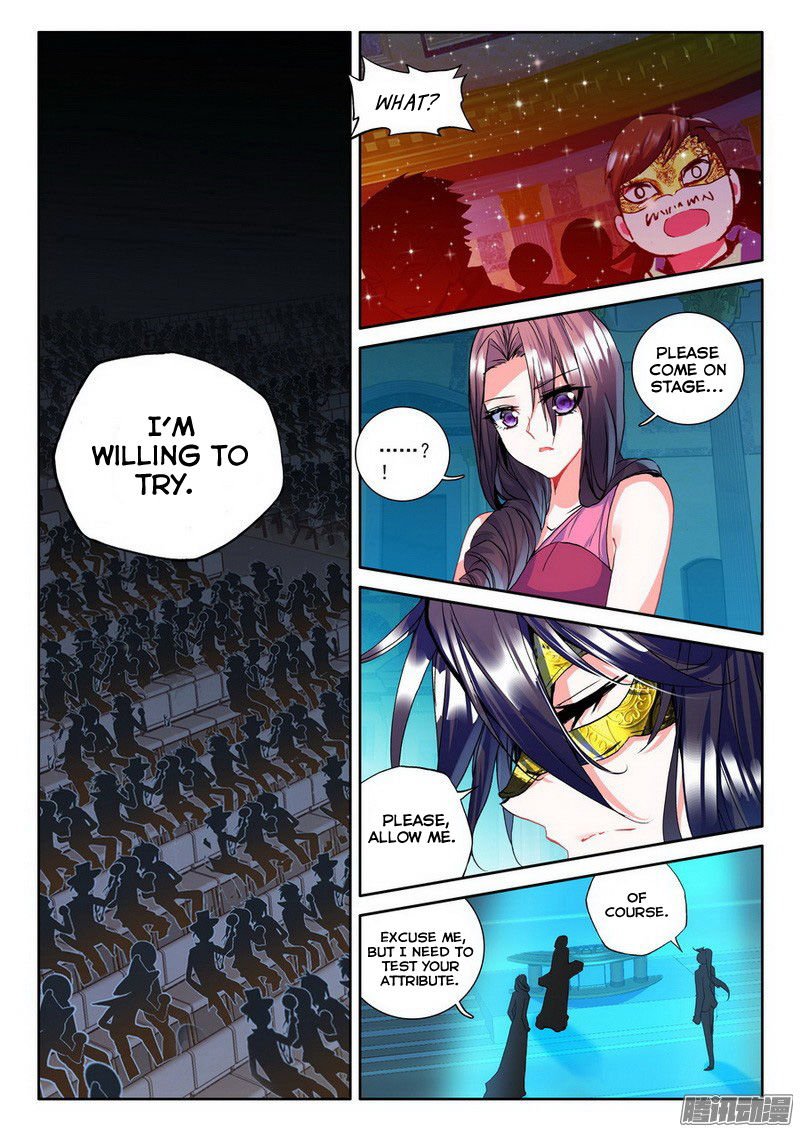 I'M
WILLING TO
TRY.
WHAT?
PLEASE
COME ON
STAGE...
......?
!
PLEASE,
ALLOW ME.
OF
COURSE.
EXCUSE ME,
BUT I NEED TO
TEST YOUR
ATTRIBUTE.
腾讯动漫